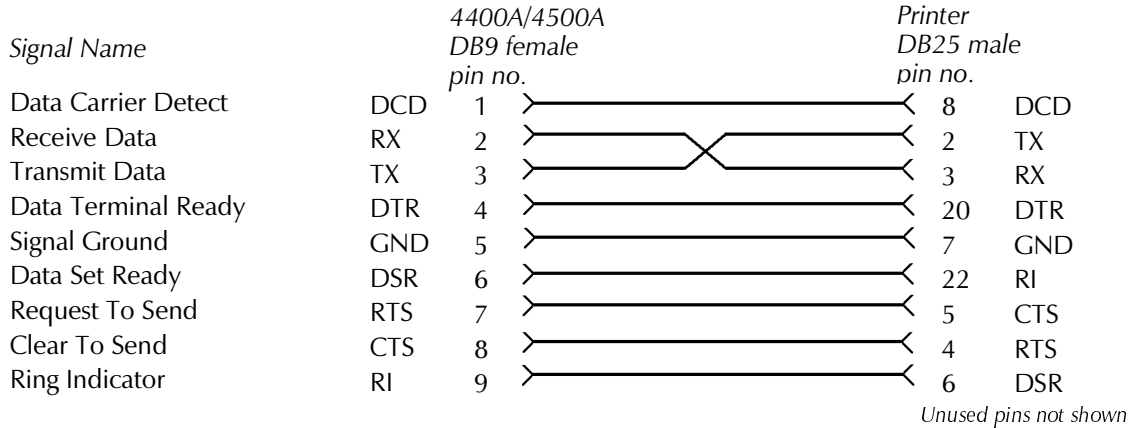 4400A/4500A Printer
Signal Name DB9 female DB25 male
pin no. pin no.
Data Carrier Detect DCD 1 8 DCD
Receive Data RX 2 2 TX
Transmit Data TX 3 3 RX
Data Terminal Ready DTR 4 20 DTR
Signal Ground GND 5 7 GND
Data Set Ready DSR 6 22 RI
Request To Send RTS 7 5 CTS
Clear To Send CTS 8 4 RTS
Ring Indicator RI 9 6 DSR
Unused pins not shown